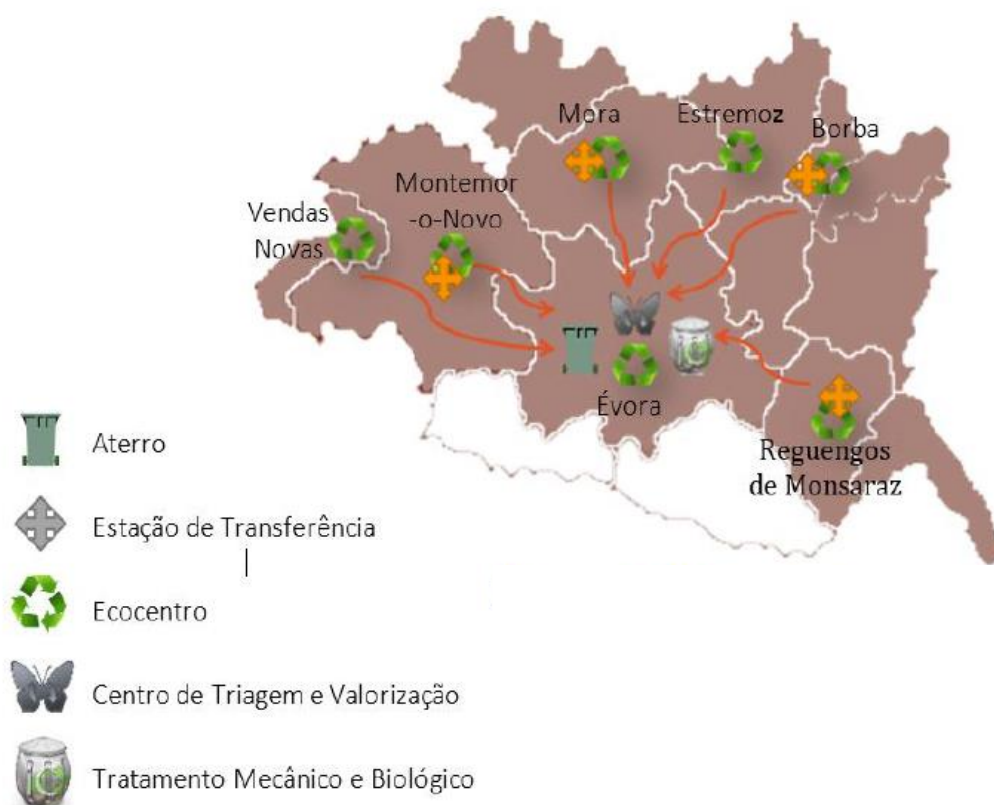 Mora
Estremoz
Borba
Montemor
-o-Novo
Vendas
Novas
Évora
Reguengos
de Monsaraz
Aterro
Estação de Transferência
Ecocentro
Centro de Triagem e Valorização
Tratamento Mecânico e Biológico